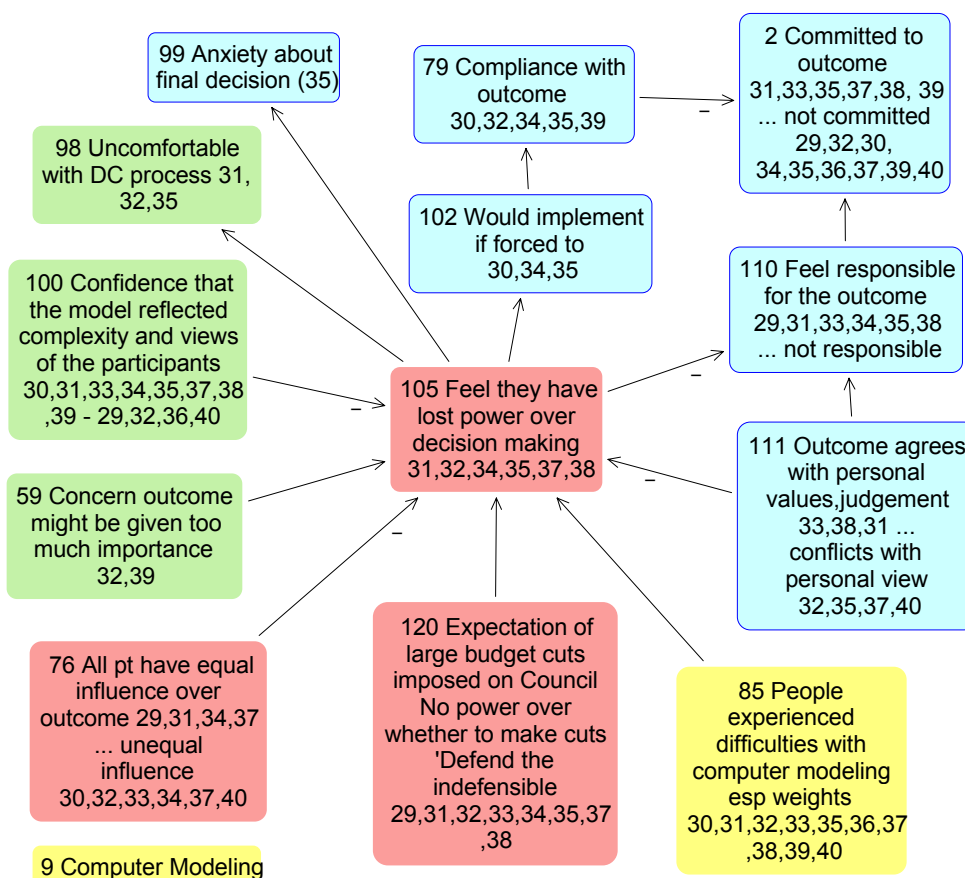 99 Anxiety about
final decision (35)
79 Compliance with
outcome
30,32,34,35,39
2 Committed to
outcome
31,33,35,37,38, 39
... not committed
29,32,30,
34,35,36,37,39,40
98 Uncomfortable
with DC process 31,
32,35
102 Would implement
if forced to
30,34,35
110 Feel responsible
for the outcome
29,31,33,34,35,38
... not responsible
100 Confidence that
the model reflected
complexity and views
of the participants
30,31,33,34,35,37,38
,39 - 29,32,36,40
105 Feel they have
lost power over
decision making
31,32,34,35,37,38
111 Outcome agrees
with personal
values,judgement
33,38,31 ...
conflicts with
personal view
32,35,37,40
59 Concern outcome
might be given too
much importance
32,39
76 All pt have equal
influence over
outcome 29,31,34,37
... unequal
influence
30,32,33,34,37,40
120 Expectation of
large budget cuts
imposed on Council
No power over
whether to make cuts
'Defend the
indefensible
29,31,32,33,34,35,37
,38
85 People
experienced
difficulties with
computer modeling
esp weights
30,31,32,33,35,36,37
,38,39,40
9 Computer Modeling
–
–
–
–
–